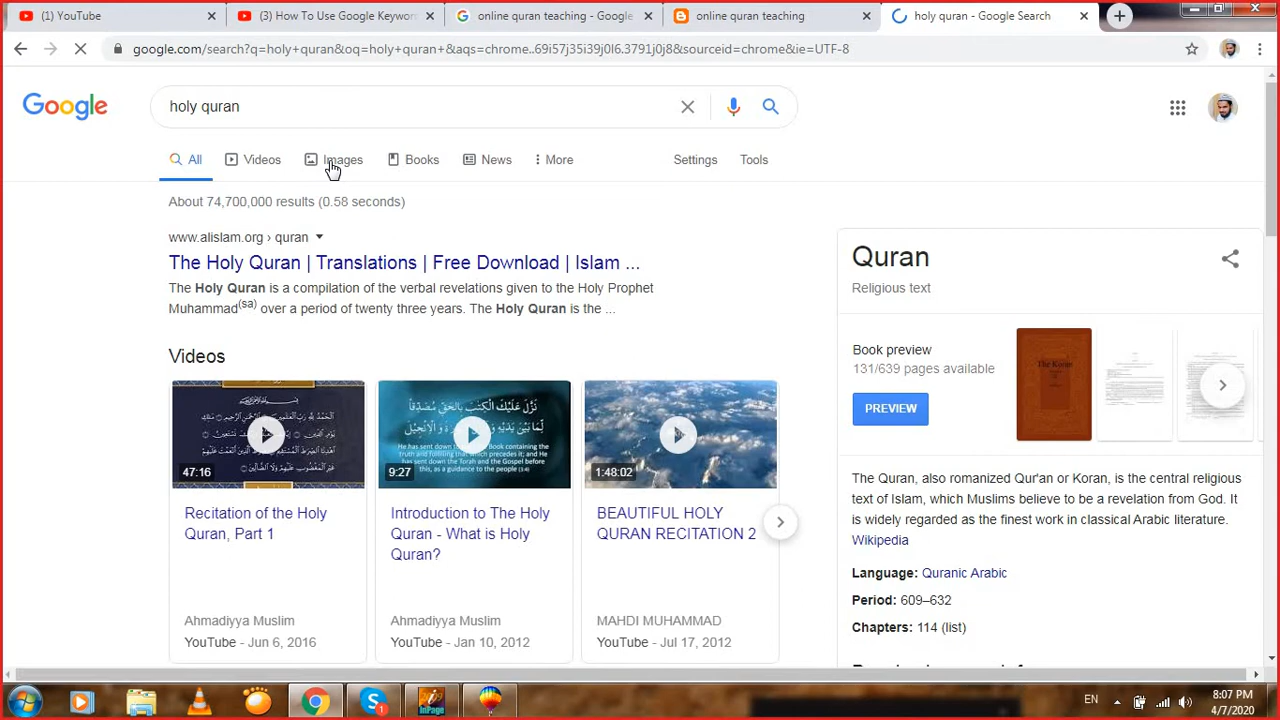 (1) YouTube
(3) How To Use Google Keyword
online quran teaching - Google
online quran teaching
holy quran - Google Search
google.com/search?q=holy+quran&oq=holy+quran+&aqs=chrome..69i57j35i39j0l6.3791j0j8&sourceid=chrome&ie=UTF-8
Google
holy quran
All
Videos
Images
Books
News
More
Settings
Tools
About 74,700,000 results (0.58 seconds)
www.alislam.org › quran
The Holy Quran | Translations | Free Download | Islam ...
The Holy Quran is a compilation of the verbal revelations given to the Holy Prophet
Muhammad(sa) over a period of twenty three years. The Holy Quran is the ...
Videos
47:16
9:27
1:48:02
Recitation of the Holy
Quran, Part 1
Ahmadiyya Muslim
YouTube - Jun 6, 2016
Introduction to The Holy
Quran - What is Holy
Quran?
Ahmadiyya Muslim
YouTube - Jan 10, 2012
BEAUTIFUL HOLY
QURAN RECITATION 2
MAHDI MUHAMMAD
YouTube - Jul 17, 2012
Quran
Religious text
Book preview
131/639 pages available
PREVIEW
The Koran
The Quran, also romanized Qur'an or Koran, is the central religious
text of Islam, which Muslims believe to be a revelation from God. It
is widely regarded as the finest work in classical Arabic literature.
Wikipedia
Language: Quranic Arabic
Period: 609–632
Chapters: 114 (list)
InPage
EN
8:07 PM
4/7/2020